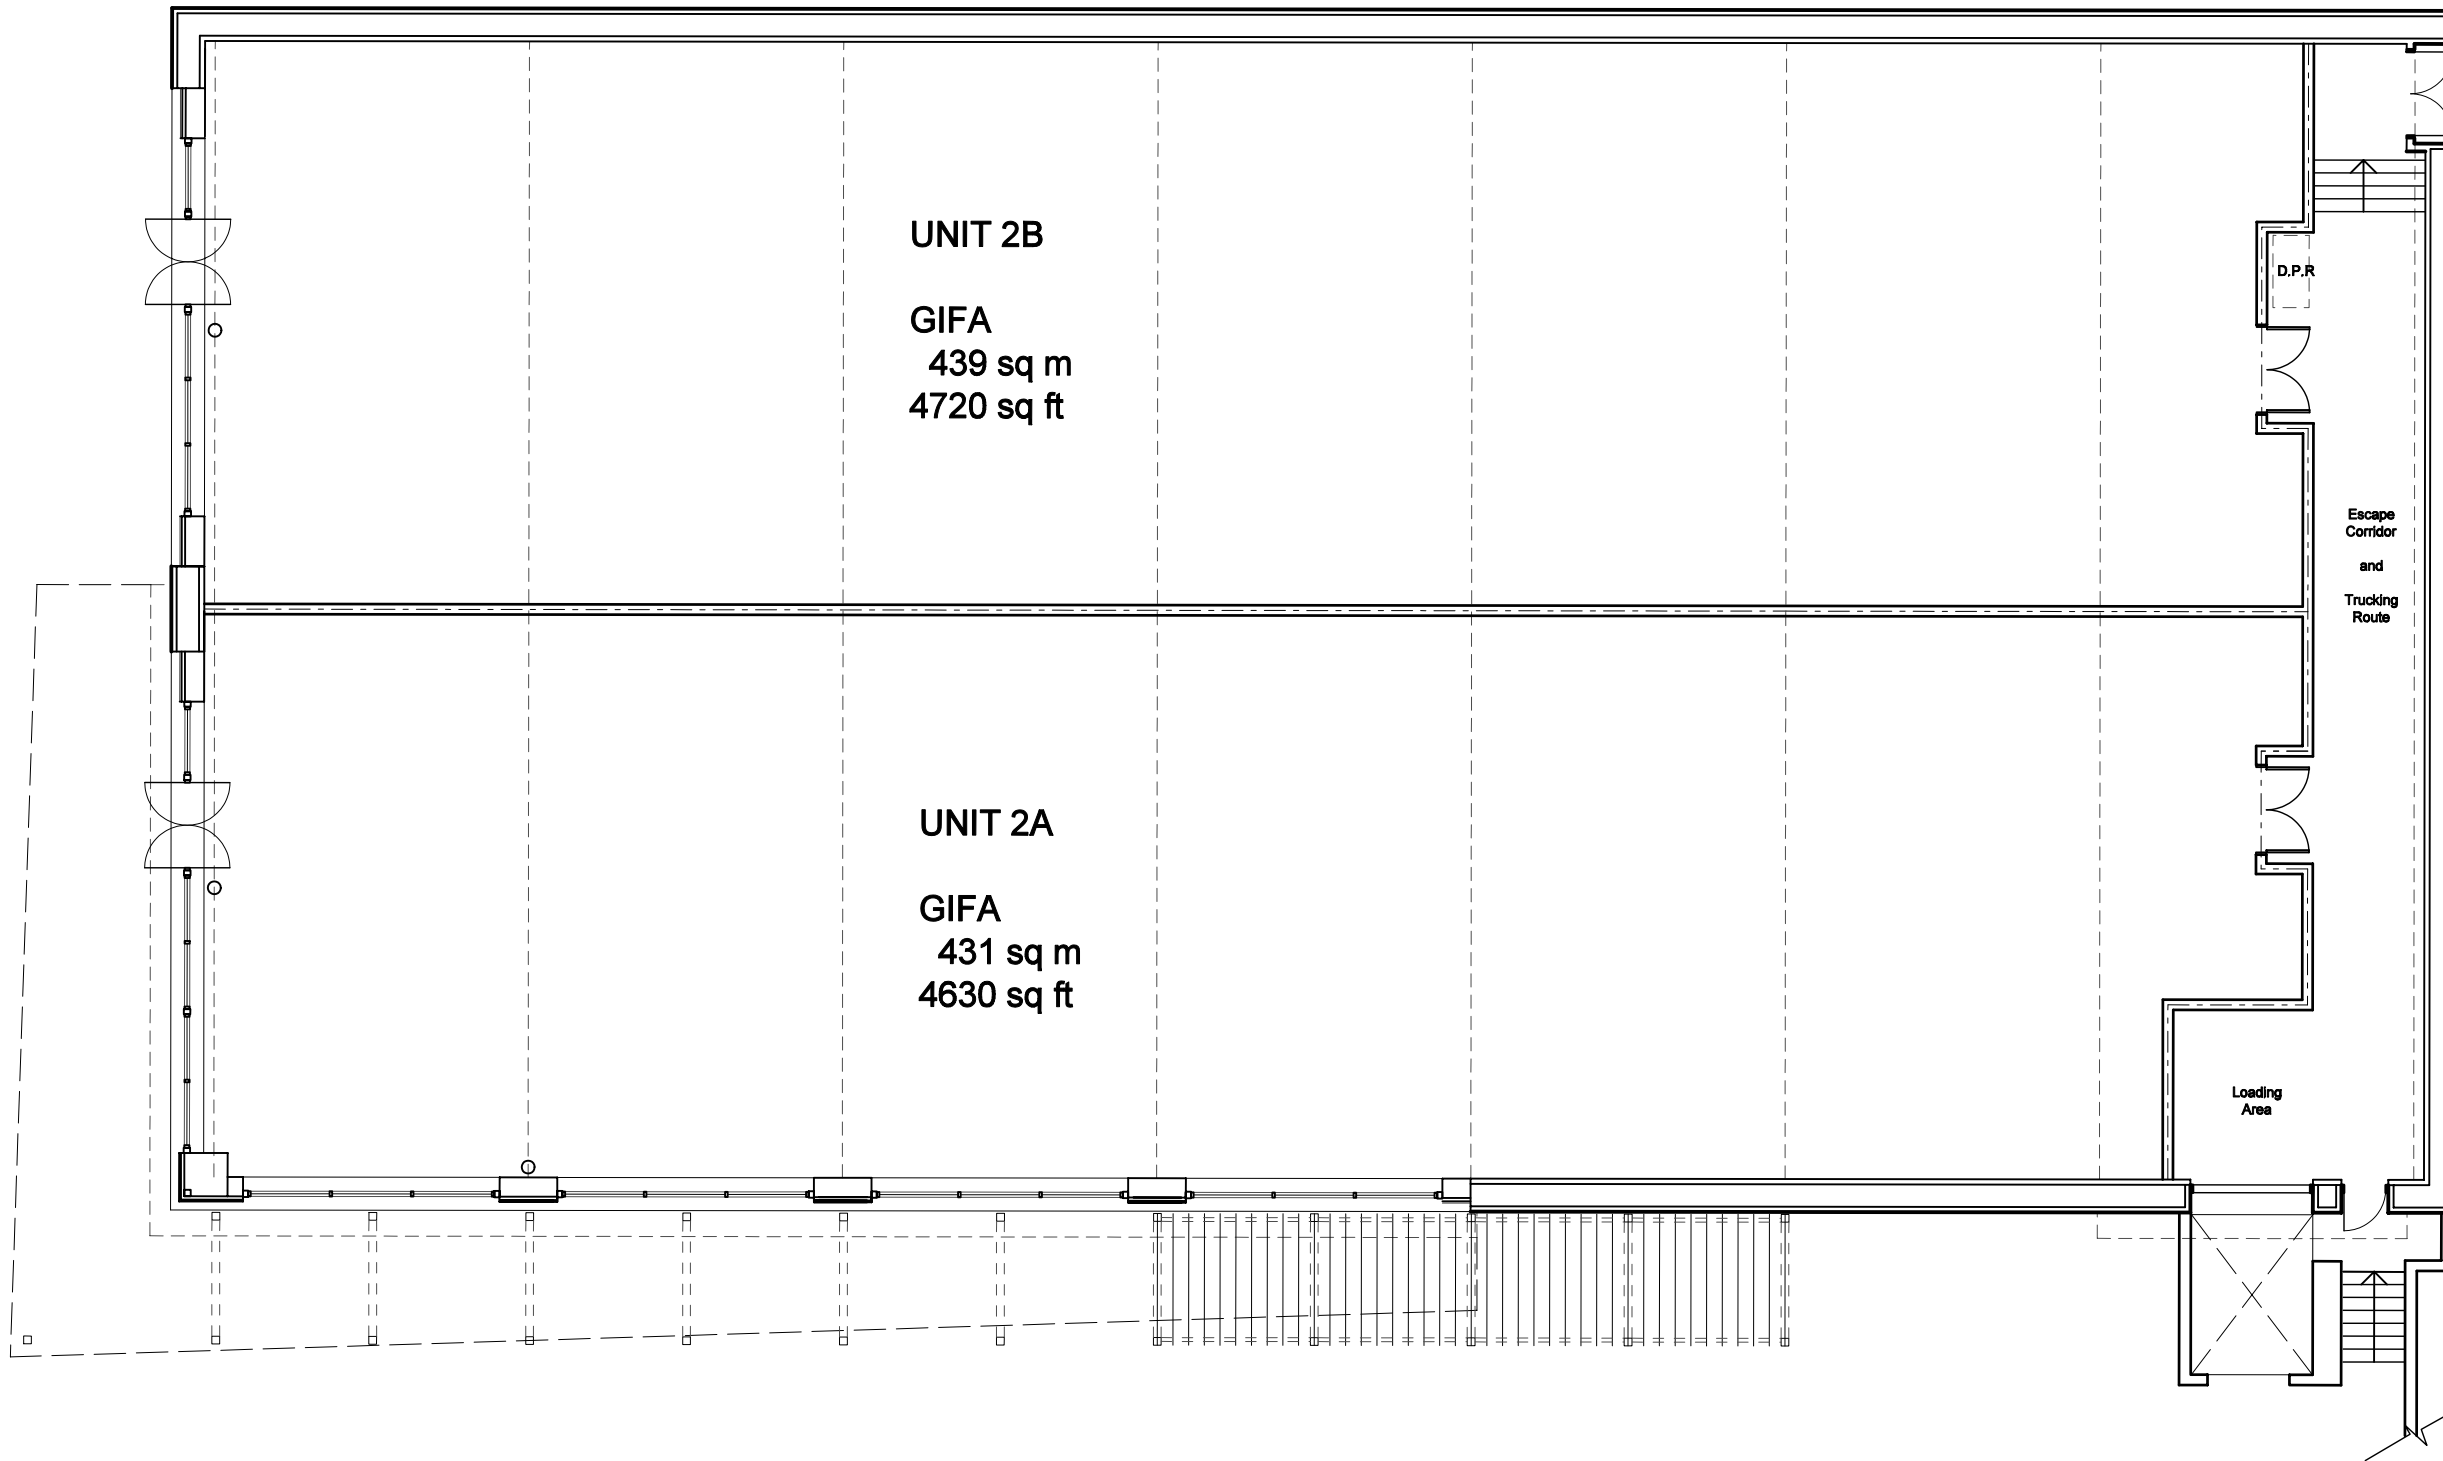 UNIT 2B
GIFA
439 sq m
4720 sq ft
D.P.R
Escape
Corridor
and
Trucking
Route
UNIT 2A
GIFA
431 sq m
4630 sq ft
Loading
Area